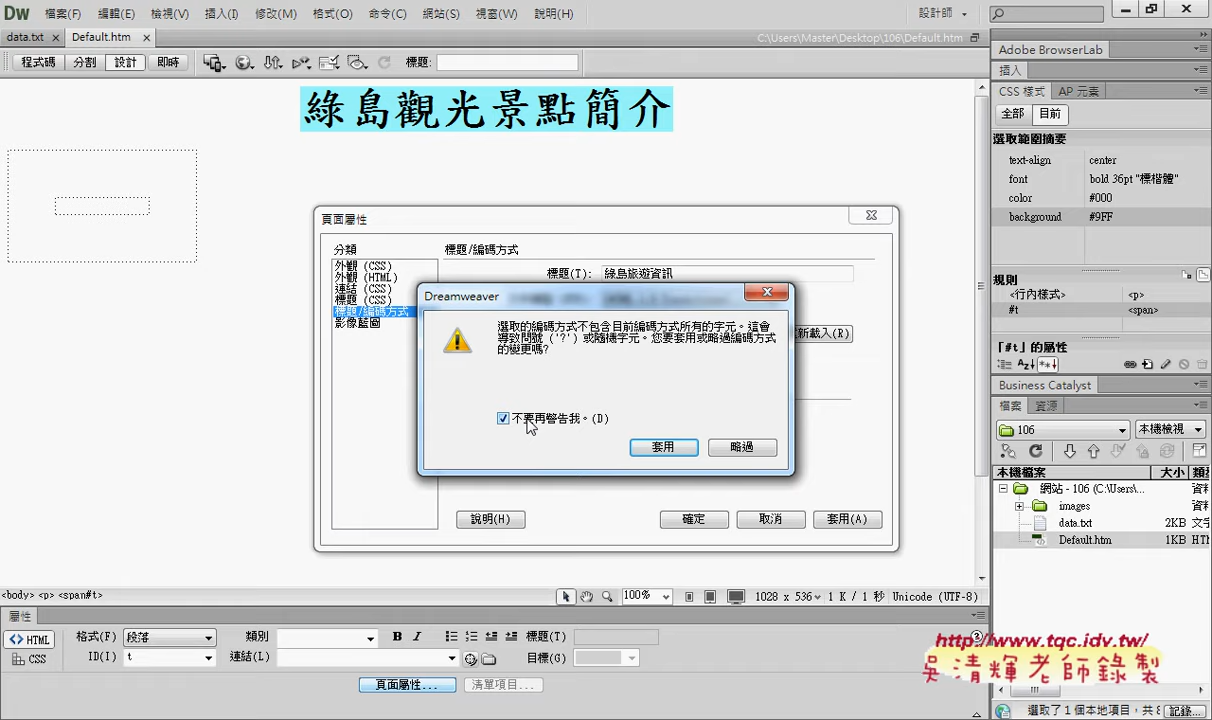 Dw 檔案(F) 編輯(E) 檢視(V) 插入(I) 修改(M) 格式(O) 命令(C) 網站(S) 視窗(W) 說明(H) 設計師
data.txt Default.htm C:\Users\Master\Desktop\106\Default.htm
程式碼 分割 設計 即時 標題:
綠島觀光景點簡介
Adobe BrowserLab
插入
CSS 樣式 AP 元素
全部 目前
選取範圍摘要
text-align center
font bold 36pt "標楷體"
color #000
background #9FF
規則
<行內樣式> <p>
#t <span>
「#t」的屬性
Business Catalyst
檔案 資源
106 本機檢視
本機檔案 大小 類
網站 - 106 (C:\Users\... 資料
images 資料
data.txt 2KB 文字
Default.htm 1KB HT
頁面屬性
分類 標題/編碼方式
外觀 (CSS)
外觀 (HTML)
連結 (CSS)
標題 (CSS)
標題/編碼方式
影像藍圖
標題(T): 綠島旅遊資訊
新載入(R)
Dreamweaver
選取的編碼方式不包含目前編碼方式所有的字元。這會
導致問號 ('?') 或隨機字元。您要套用或略過編碼方式
的變更嗎?
不要再警告我。(D)
套用 略過
說明(H) 確定 取消 套用(A)
<body> <p> <span#t> 100% 1028 x 536 1 K / 1 秒 Unicode (UTF-8)
屬性
<> HTML 格式(F) 段落 類別 B I 標題(T)
CSS ID(I) t 連結(L) 目標(G)
頁面屬性... 清單項目...
http://www.tqc.idv.tw/
吳清輝老師錄製
選取了 1 個本地項目，共 記錄...